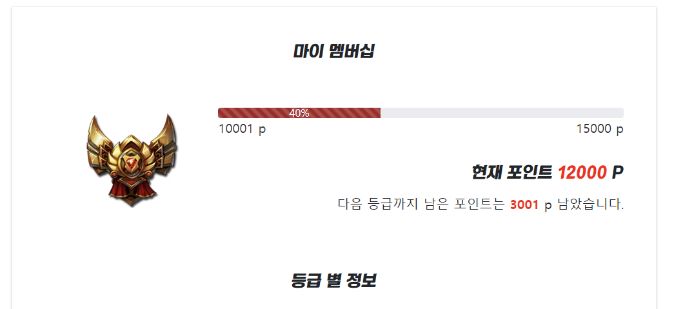 마이 멤버십
40%
10001 p
15000 p
현재 포인트 12000 P
다음 등급까지 남은 포인트는 3001 p 남았습니다.
등급 별 정보